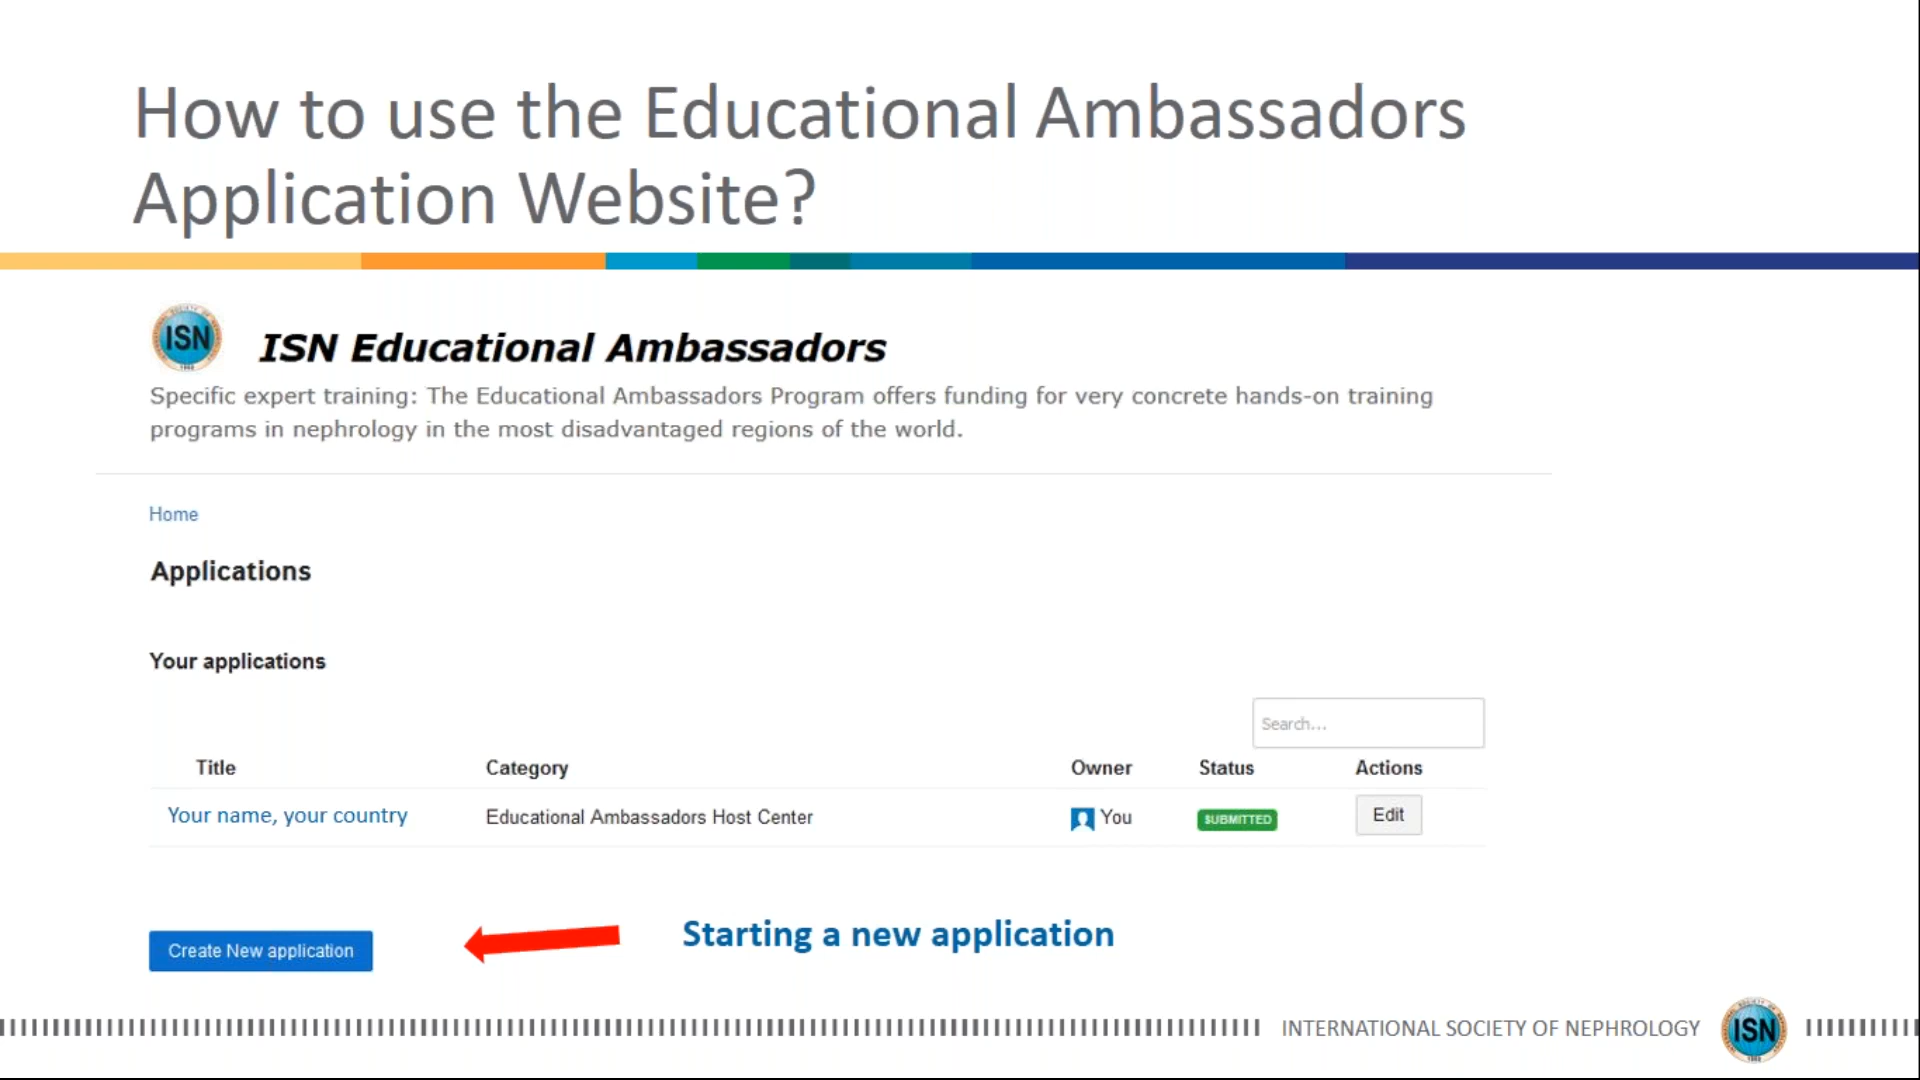 How to use the Educational Ambassadors
Application Website?
ISN
ISN Educational Ambassadors
Specific expert training: The Educational Ambassadors Program offers funding for very concrete hands-on training
programs in nephrology in the most disadvantaged regions of the world.
Home
Applications
Your applications
Search...
Title Category Owner Status Actions
Your name, your country Educational Ambassadors Host Center You SUBMITTED Edit
Create New application
Starting a new application
INTERNATIONAL SOCIETY OF NEPHROLOGY
ISN